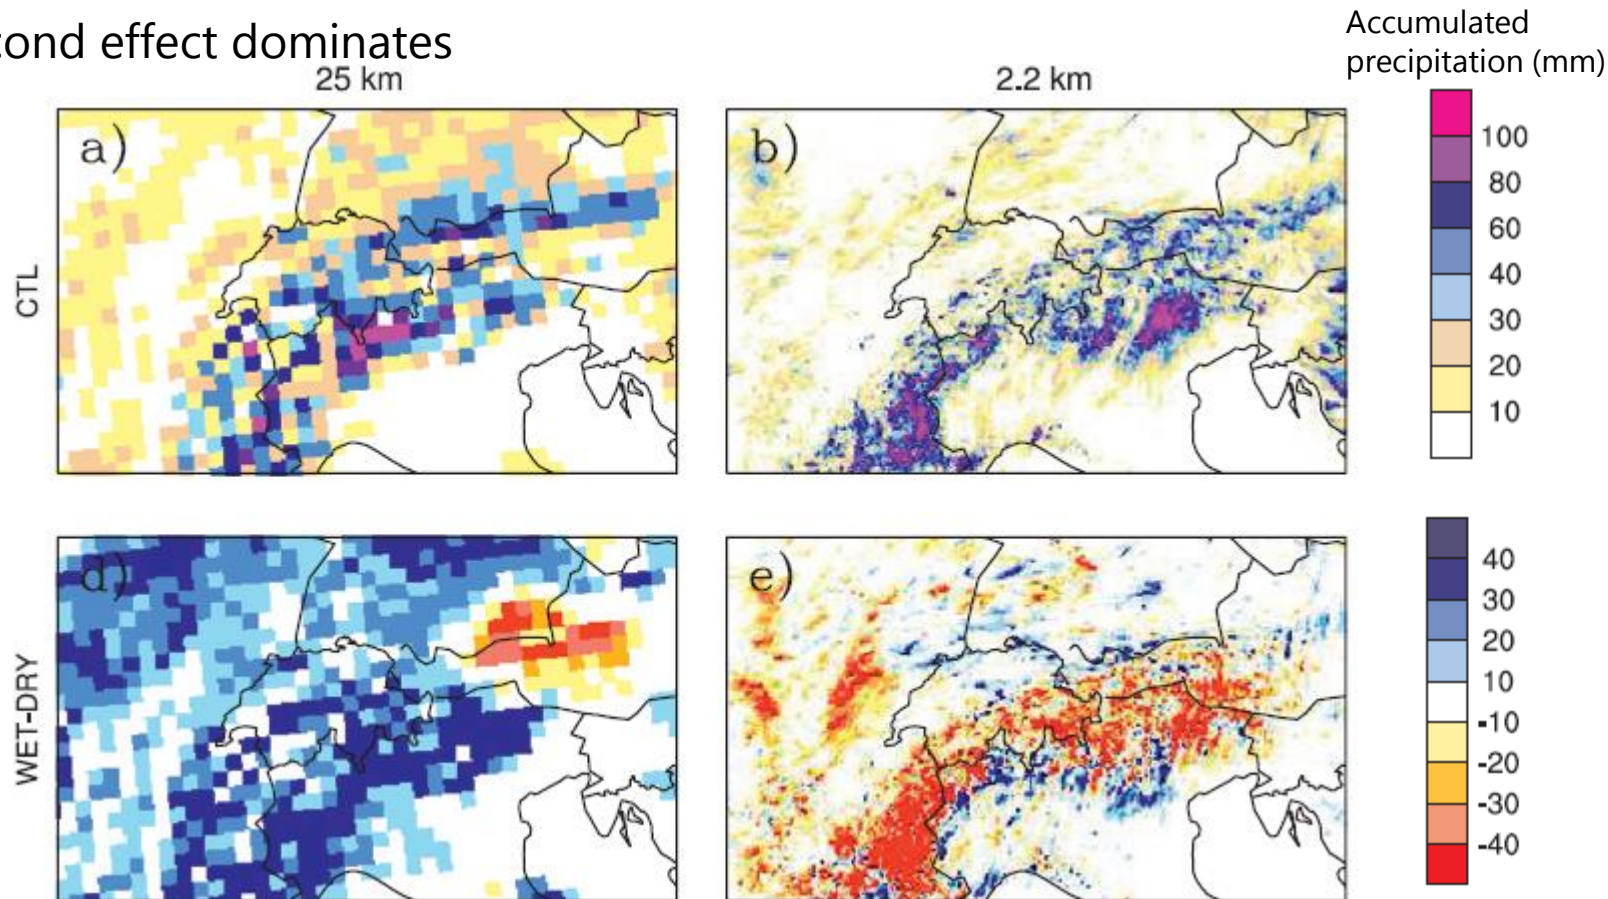 cond effect dominates
Accumulated
precipitation (mm)
25 km
2.2 km
CTL
a)
b)
100
80
60
40
30
20
10
WET-DRY
d)
e)
40
30
20
10
-10
-20
-30
-40